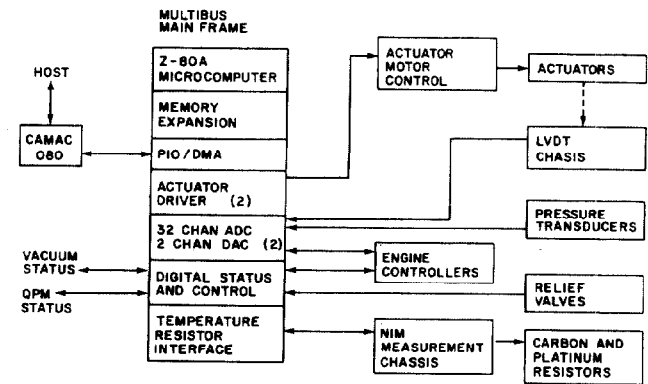 MULTIBUS
MAIN FRAME
Z-80A
MICROCOMPUTER
MEMORY
EXPANSION
PIO/DMA
ACTUATOR
DRIVER (2)
32 CHAN ADC
2 CHAN DAC (2)
DIGITAL STATUS
AND CONTROL
TEMPERATURE
RESISTOR
INTERFACE
HOST
CAMAC
080
VACUUM
STATUS
QPM
STATUS
ACTUATOR
MOTOR
CONTROL
ACTUATORS
LVDT
CHASIS
PRESSURE
TRANSDUCERS
ENGINE
CONTROLLERS
RELIEF
VALVES
NIM
MEASUREMENT
CHASSIS
CARBON AND
PLATINUM
RESISTORS